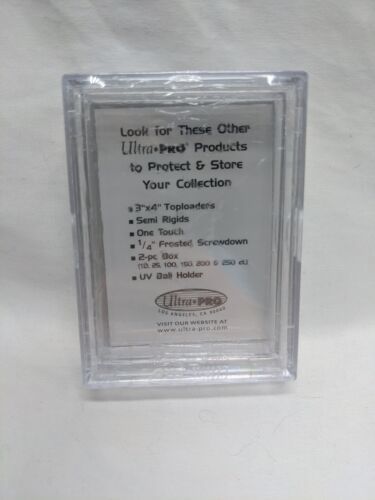 Look for These Other
Ultra•PRO® Products
to Protect & Store
Your Collection
3"x4" Toploaders
Semi Rigids
One Touch
1/4" Frosted Screwdown
2-pc Box
(10, 25, 100, 150, 200 & 250 ct.)
UV Ball Holder
Ultra•PRO
LOS ANGELES, CA 90040
VISIT OUR WEBSITE AT
www.ultra-pro.com